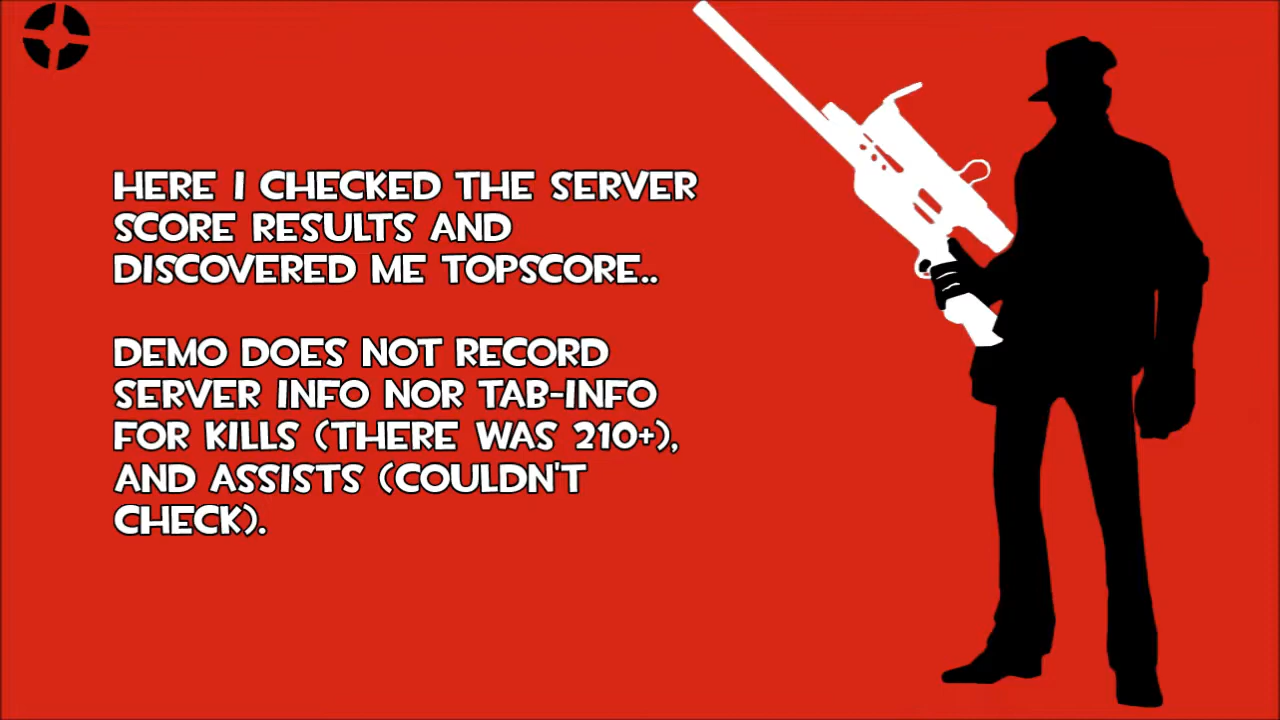 HERE I CHECKED THE SERVER
SCORE RESULTS AND
DISCOVERED ME TOPSCORE..
DEMO DOES NOT RECORD
SERVER INFO NOR TAB-INFO
FOR KILLS (THERE WAS 210+),
AND ASSISTS (COULDN'T
CHECK).